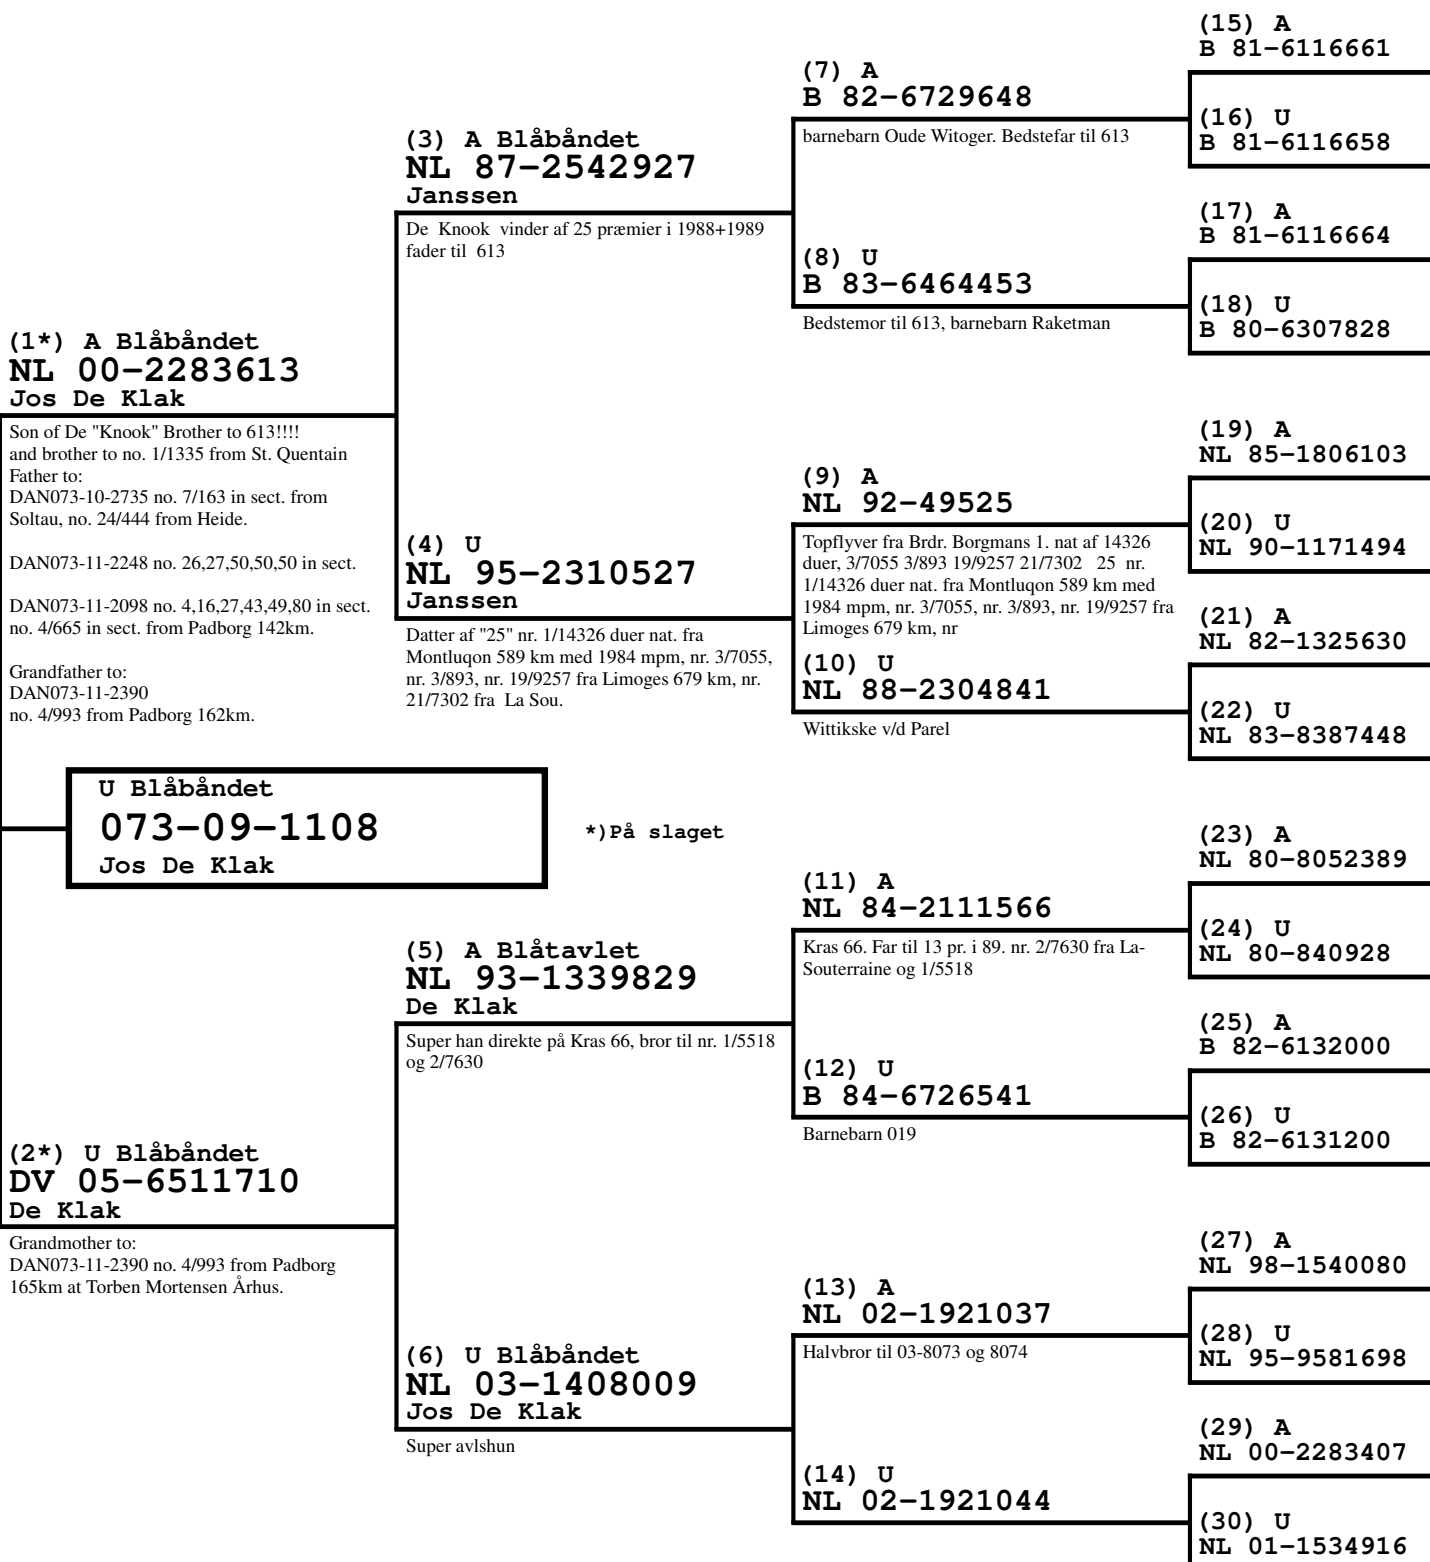 (1*) A Blåbåndet
NL 00-2283613
Jos De Klak
Son of De "Knook" Brother to 613!!!!
and brother to no. 1/1335 from St. Quentain
Father to:
DAN073-10-2735 no. 7/163 in sect. from
Soltau, no. 24/444 from Heide.
DAN073-11-2248 no. 26,27,50,50,50 in sect.
DAN073-11-2098 no. 4,16,27,43,49,80 in sect.
no. 4/665 in sect. from Padborg 142km.
Grandfather to:
DAN073-11-2390
no. 4/993 from Padborg 162km.
U Blåbåndet
073-09-1108
Jos De Klak
*)På slaget
(2*) U Blåbåndet
DV 05-6511710
De Klak
Grandmother to:
DAN073-11-2390 no. 4/993 from Padborg
165km at Torben Mortensen Århus.
(3) A Blåbåndet
NL 87-2542927
Janssen
De Knook vinder af 25 præmier i 1988+1989
fader til 613
(4) U
NL 95-2310527
Janssen
Datter af "25" nr. 1/14326 duer nat. fra
Montluqon 589 km med 1984 mpm, nr. 3/7055,
nr. 3/893, nr. 19/9257 fra Limoges 679 km, nr.
21/7302 fra La Sou.
(5) A Blåtavlet
NL 93-1339829
De Klak
Super han direkte på Kras 66, bror til nr. 1/5518
og 2/7630
(6) U Blåbåndet
NL 03-1408009
Jos De Klak
Super avlshun
(7) A
B 82-6729648
barnebarn Oude Witoger. Bedstefar til 613
(8) U
B 83-6464453
Bedstemor til 613, barnebarn Raketman
(9) A
NL 92-49525
Topflyver fra Brdr. Borgmans 1. nat af 14326
duer, 3/7055 3/893 19/9257 21/7302 25 nr.
1/14326 duer nat. fra Montluqon 589 km med
1984 mpm, nr. 3/7055, nr. 3/893, nr. 19/9257 fra
Limoges 679 km, nr
(10) U
NL 88-2304841
Wittikske v/d Parel
(11) A
NL 84-2111566
Kras 66. Far til 13 pr. i 89. nr. 2/7630 fra La-
Souterraine og 1/5518
(12) U
B 84-6726541
Barnebarn 019
(13) A
NL 02-1921037
Halvbror til 03-8073 og 8074
(14) U
NL 02-1921044
(15) A
B 81-6116661
(16) U
B 81-6116658
(17) A
B 81-6116664
(18) U
B 80-6307828
(19) A
NL 85-1806103
(20) U
NL 90-1171494
(21) A
NL 82-1325630
(22) U
NL 83-8387448
(23) A
NL 80-8052389
(24) U
NL 80-840928
(25) A
B 82-6132000
(26) U
B 82-6131200
(27) A
NL 98-1540080
(28) U
NL 95-9581698
(29) A
NL 00-2283407
(30) U
NL 01-1534916